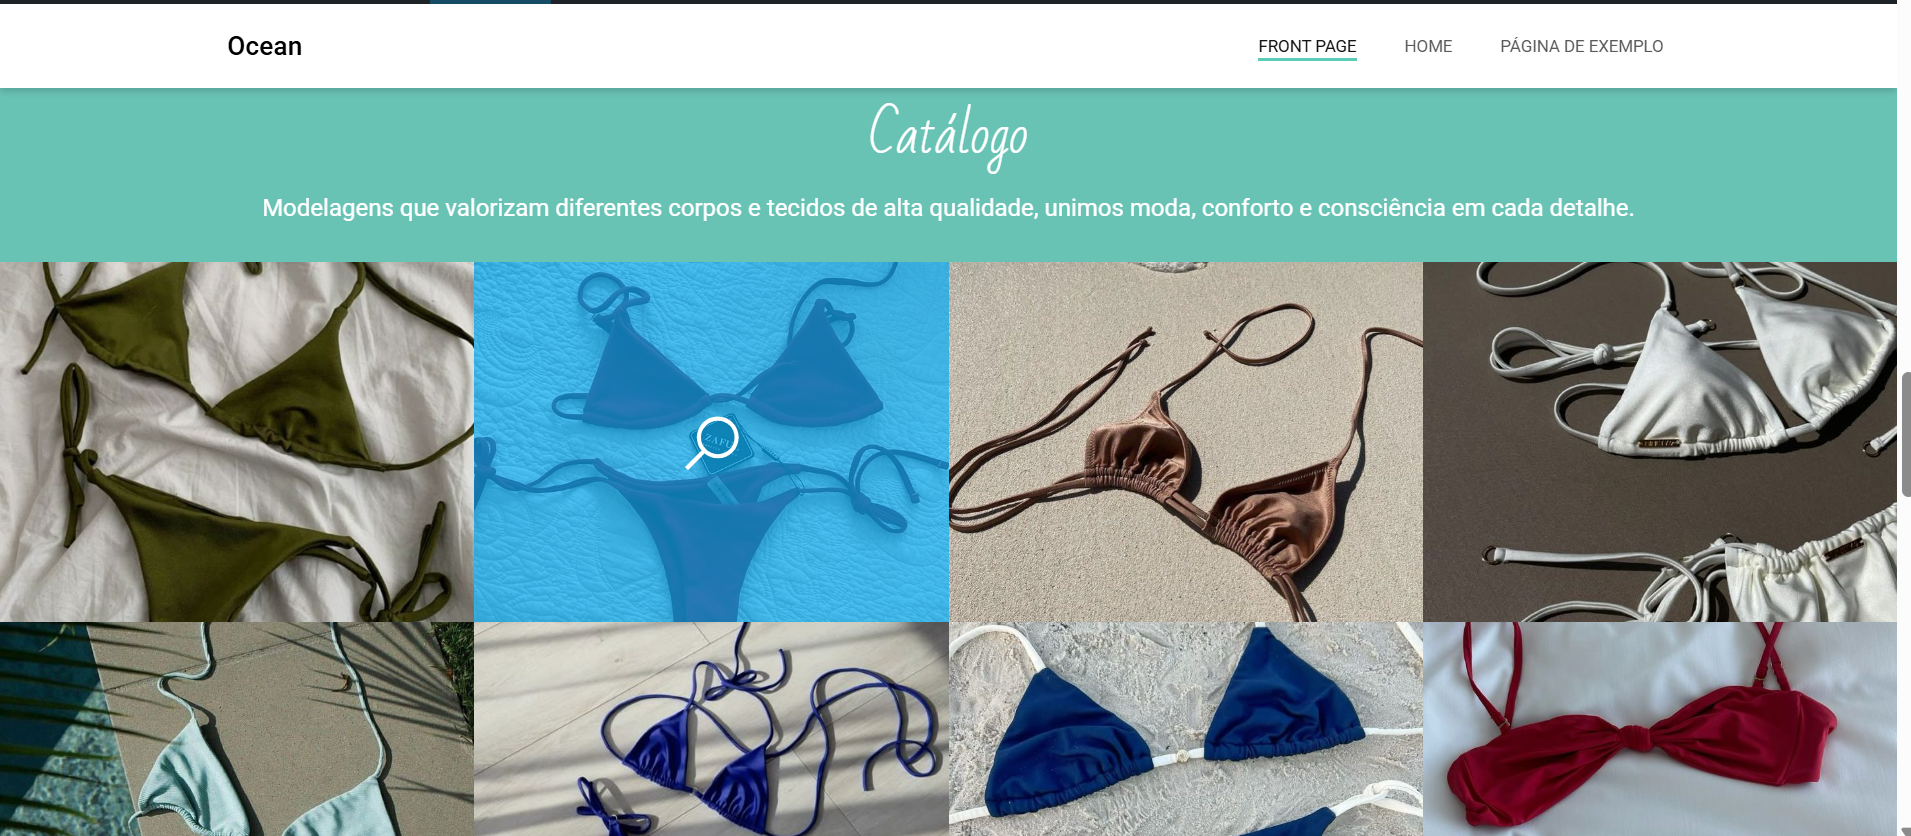 Ocean
FRONT PAGE
HOME
PÁGINA DE EXEMPLO
Catálogo
Modelagens que valorizam diferentes corpos e tecidos de alta qualidade, unimos moda, conforto e consciência em cada detalhe.